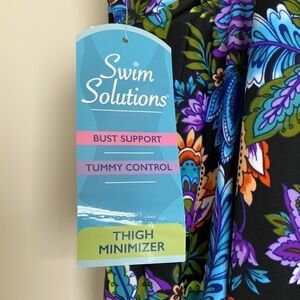 Swim
Solutions
BUST SUPPORT
TUMMY CONTROL
THIGH
MINIMIZER